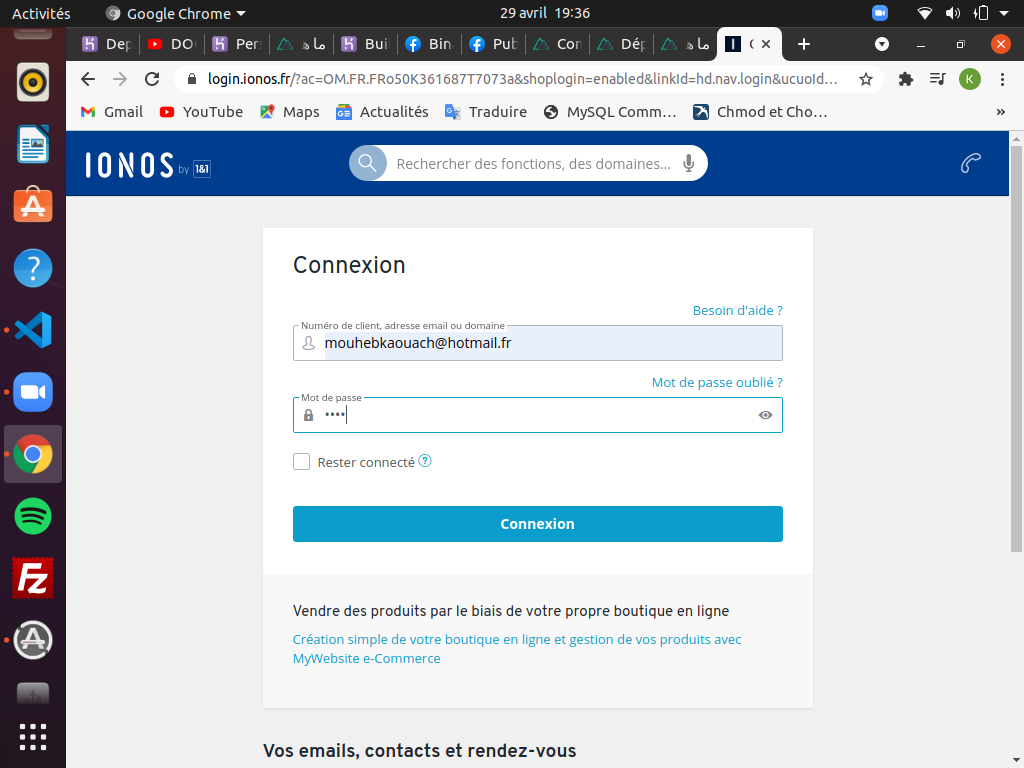 Activités
Google Chrome
29 avril 19:36
Dep
DO
Per
ما ه
Bui
Bin
Pub
Con
Dép
ما ه
login.ionos.fr/?ac=OM.FR.FRo50K361687T7073a&shoplogin=enabled&linkId=hd.nav.login&ucuoId…
K
Gmail
YouTube
Maps
Actualités
Traduire
MySQL Comm…
Chmod et Cho…
»
IONOS by 1&1
Rechercher des fonctions, des domaines...
Connexion
Besoin d'aide ?
Numéro de client, adresse email ou domaine
mouhebkaouach@hotmail.fr
Mot de passe oublié ?
Mot de passe
••••
Rester connecté ?
Connexion
Vendre des produits par le biais de votre propre boutique en ligne
Création simple de votre boutique en ligne et gestion de vos produits avec
MyWebsite e-Commerce
Vos emails, contacts et rendez-vous